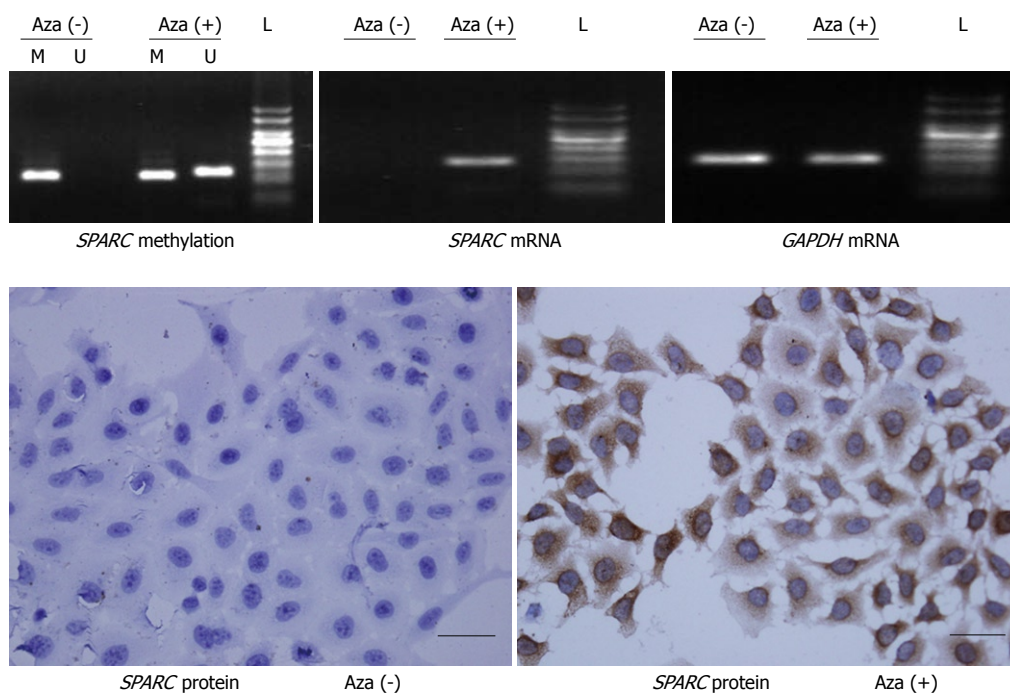 Aza (-) Aza (+) L Aza (-) Aza (+) L Aza (-) Aza (+) L
M U M U
SPARC methylation SPARC mRNA GAPDH mRNA
SPARC protein Aza (-) SPARC protein Aza (+)